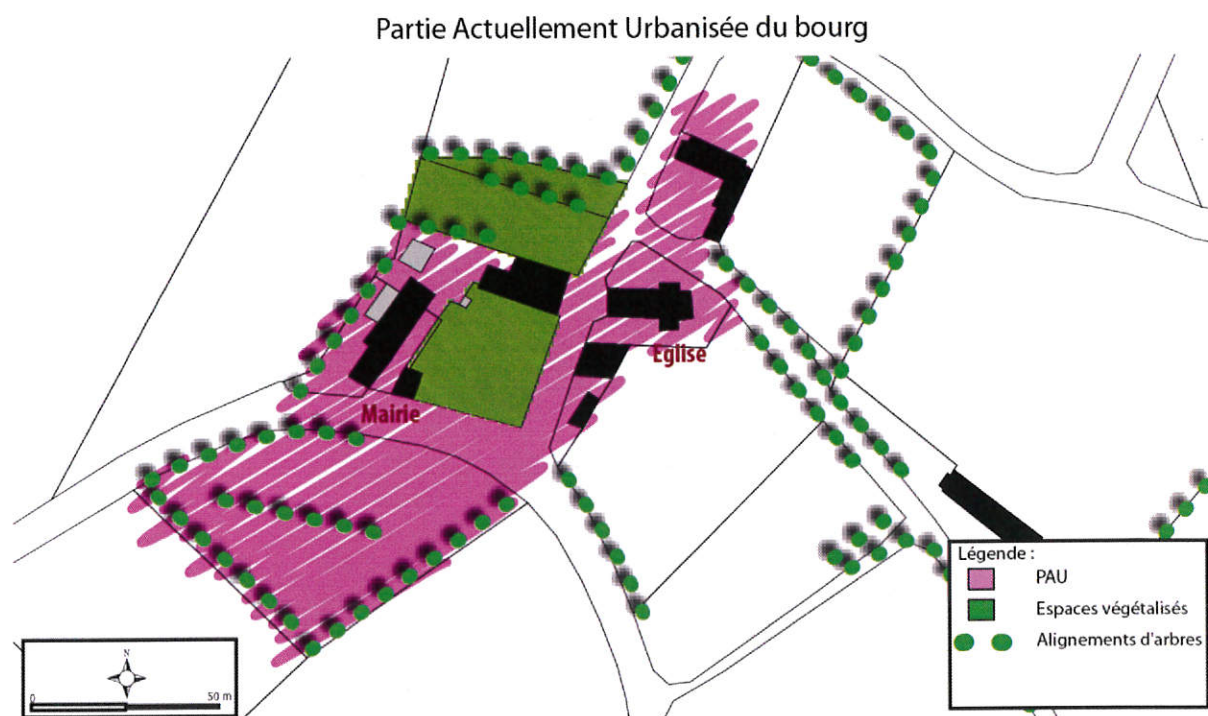 Partie Actuellement Urbanisée du bourg
Eglise
Mairie
Légende :
PAU
Espaces végétalisés
Alignements d'arbres
N
0
50 m